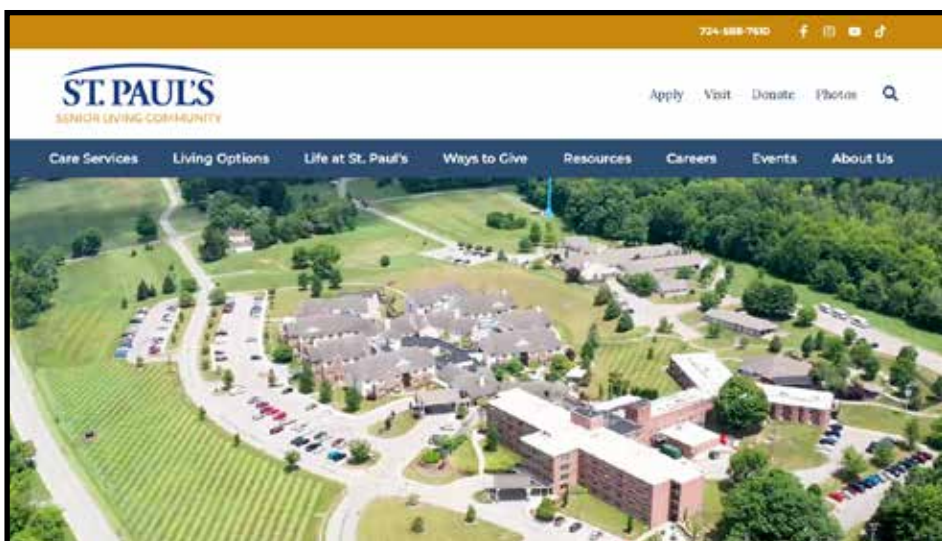 724-588-7610
ST. PAUL'S
SENIOR LIVING COMMUNITY
Apply Visit Donate Photos
Care Services Living Options Life at St. Paul's Ways to Give Resources Careers Events About Us